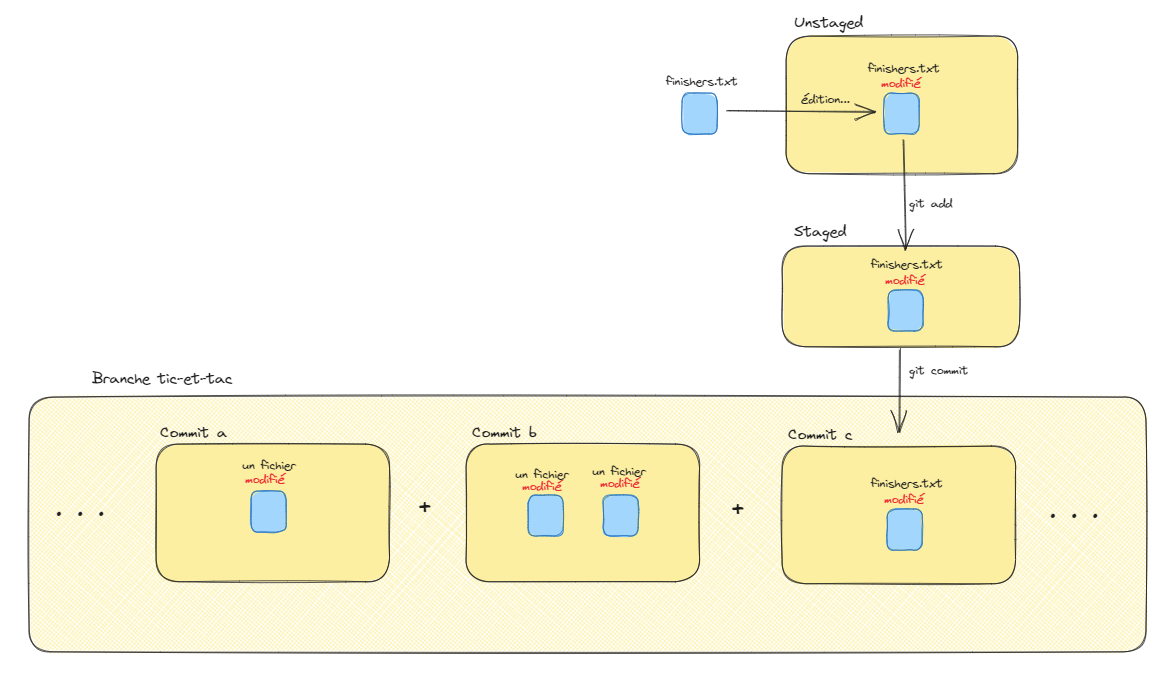 Unstaged
finishers.txt
finishers.txt
modifié
édition...
git add
Staged
finishers.txt
modifié
git commit
Branche tic-et-tac
Commit a
Commit b
Commit c
un fichier
modifié
un fichier
modifié
un fichier
modifié
finishers.txt
modifié
. . .
+
+
. . .